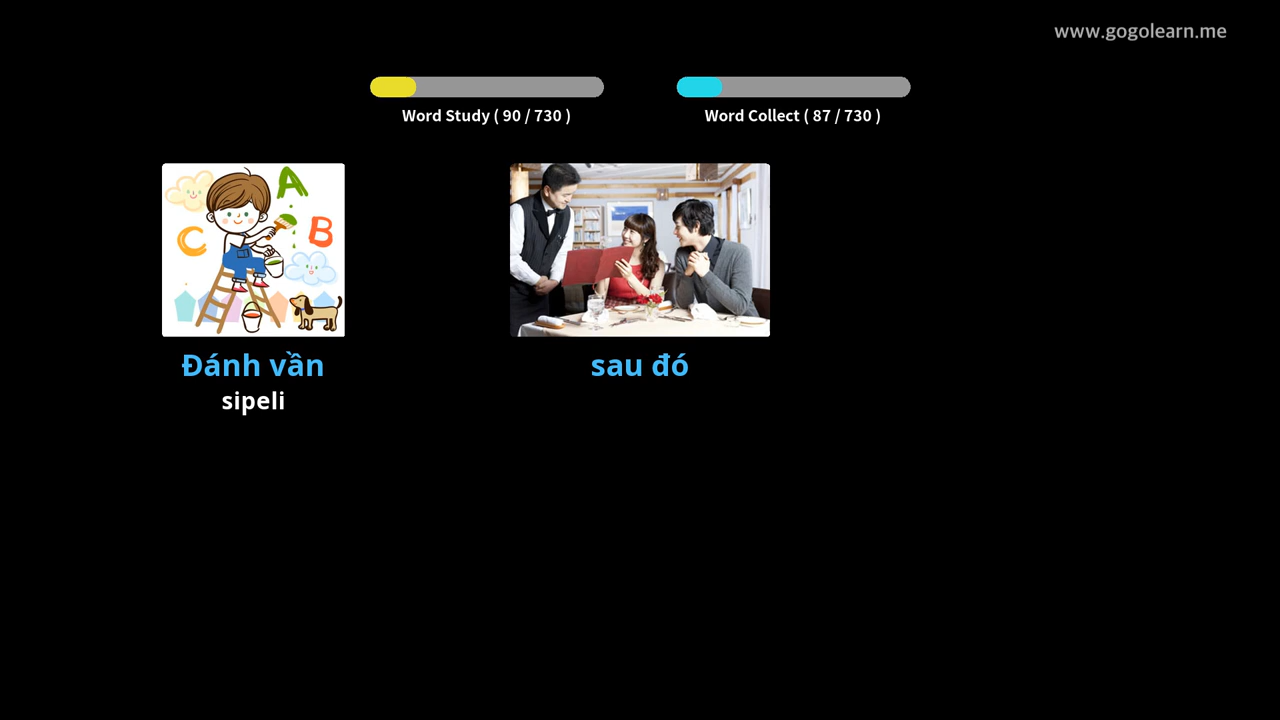 www.gogolearn.me
Word Study ( 90 / 730 )
Word Collect ( 87 / 730 )
A
B
C
Đánh vần
sipeli
sau đó